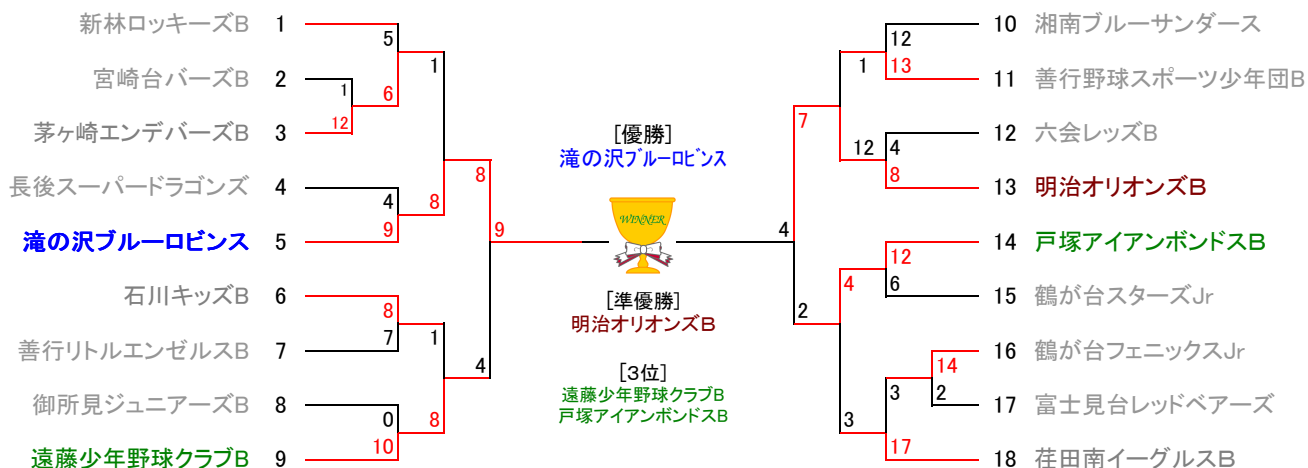 新林ロッキーズB 1
5
宮崎台バーズB 2
1
6
1
12
茅ヶ崎エンデバーズB 3
長後スーパードラゴンズ 4
4
8
8
9
滝の沢ブルーロビンス 5
9
石川キッズB 6
8
7
1
善行リトルエンゼルスB 7
4
御所見ジュニアーズB 8
0
8
10
遠藤少年野球クラブB 9
[優勝]
滝の沢ブルーロビンス
WINNER
[準優勝]
明治オリオンズB
[3位]
遠藤少年野球クラブB
戸塚アイアンボンドスB
10 湘南ブルーサンダース
12
1
13
11 善行野球スポーツ少年団B
7
12 六会レッズB
12
4
8
13 明治オリオンズB
4
14 戸塚アイアンボンドスB
12
4
6
15 鶴が台スターズJr
2
16 鶴が台フェニックスJr
14
3
2
17 富士見台レッドベアーズ
3
17
18 荏田南イーグルスB